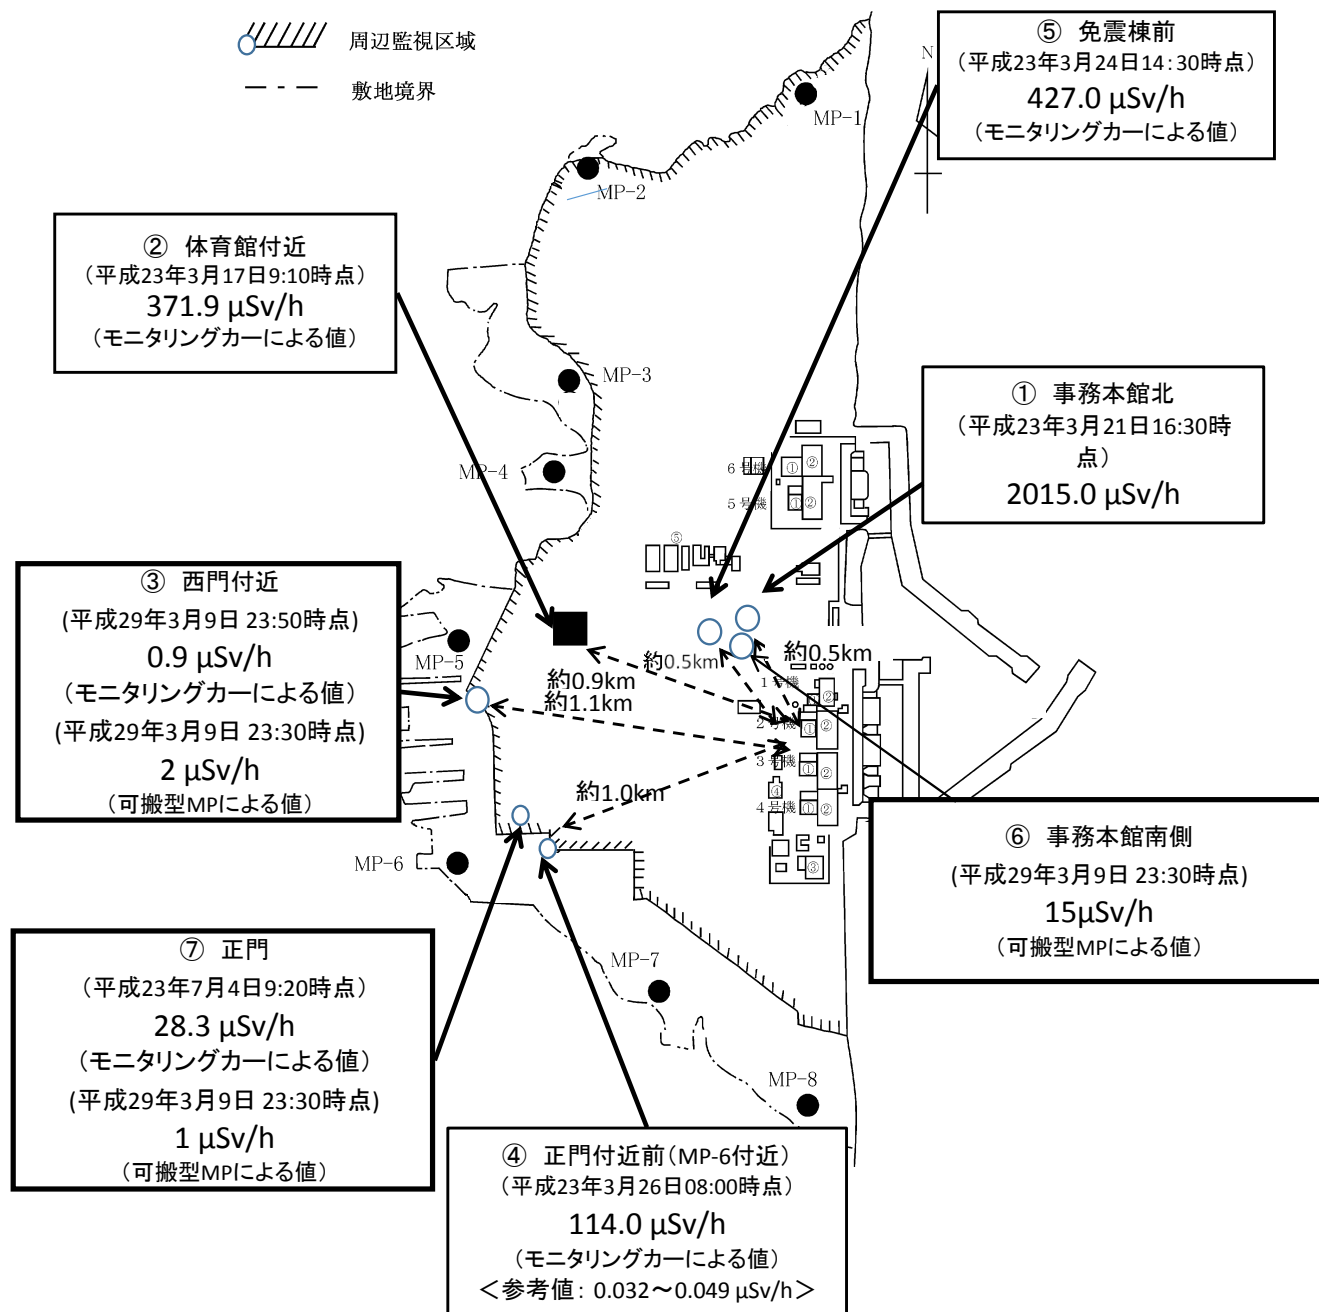 周辺監視区域
敷地境界
⑤ 免震棟前
（平成23年3月24日14:30時点）
427.0 μSv/h
（モニタリングカーによる値）
N
MP-1
MP-2
② 体育館付近
（平成23年3月17日9:10時点）
371.9 μSv/h
（モニタリングカーによる値）
MP-3
① 事務本館北
（平成23年3月21日16:30時
点）
2015.0 μSv/h
MP-4
6号機
①
②
5号機
①
②
⑤
③ 西門付近
(平成29年3月9日 23:50時点)
0.9 μSv/h
（モニタリングカーによる値）
(平成29年3月9日 23:30時点)
2 μSv/h
（可搬型MPによる値）
MP-5
約0.5km
約0.5km
約0.9km
約1.1km
1号機
②
2号機
①
②
3号機
①
②
④
4号機
①
②
③
約1.0km
MP-6
⑥ 事務本館南側
(平成29年3月9日 23:30時点)
15μSv/h
（可搬型MPによる値）
⑦ 正門
（平成23年7月4日9:20時点）
28.3 μSv/h
（モニタリングカーによる値）
(平成29年3月9日 23:30時点)
1 μSv/h
（可搬型MPによる値）
MP-7
MP-8
④ 正門付近前（MP-6付近）
（平成23年3月26日08:00時点）
114.0 μSv/h
（モニタリングカーによる値）
＜参考値: 0.032～0.049 μSv/h＞